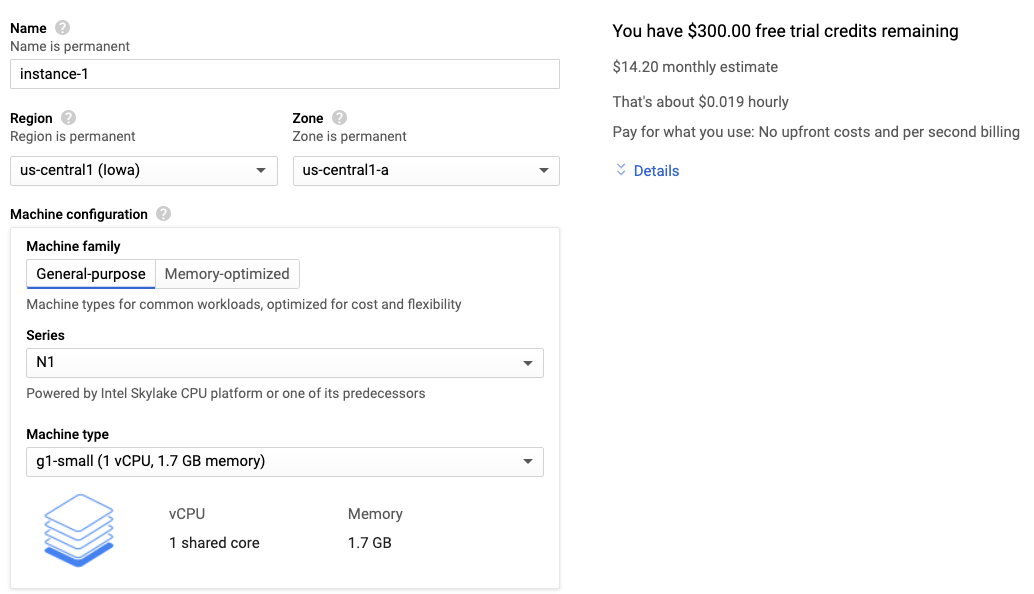 Name ?
Name is permanent
instance-1
Region ? Zone ?
Region is permanent Zone is permanent
us-central1 (Iowa) us-central1-a
Machine configuration ?
Machine family
General-purpose Memory-optimized
Machine types for common workloads, optimized for cost and flexibility
Series
N1
Powered by Intel Skylake CPU platform or one of its predecessors
Machine type
g1-small (1 vCPU, 1.7 GB memory)
vCPU Memory
1 shared core 1.7 GB
You have $300.00 free trial credits remaining
$14.20 monthly estimate
That's about $0.019 hourly
Pay for what you use: No upfront costs and per second billing
Details